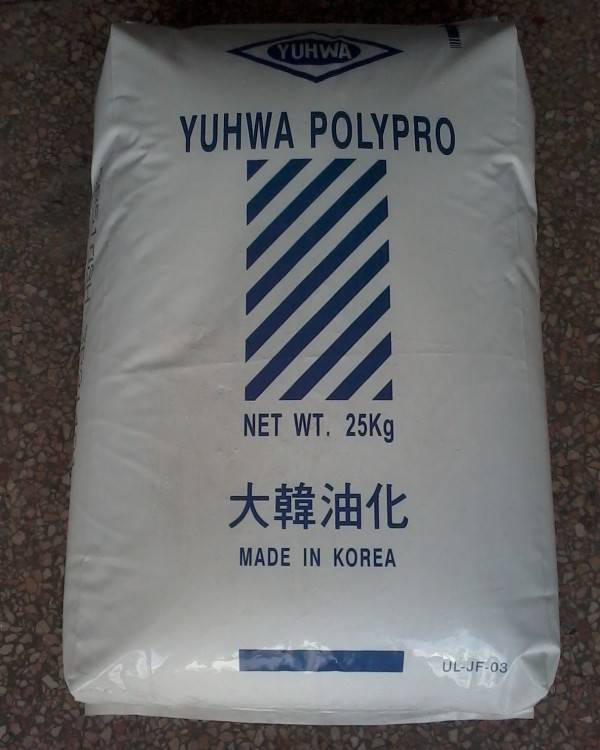 YUHWA
YUHWA POLYPRO
NET WT. 25Kg
大韓油化
MADE IN KOREA
UL-JF-03